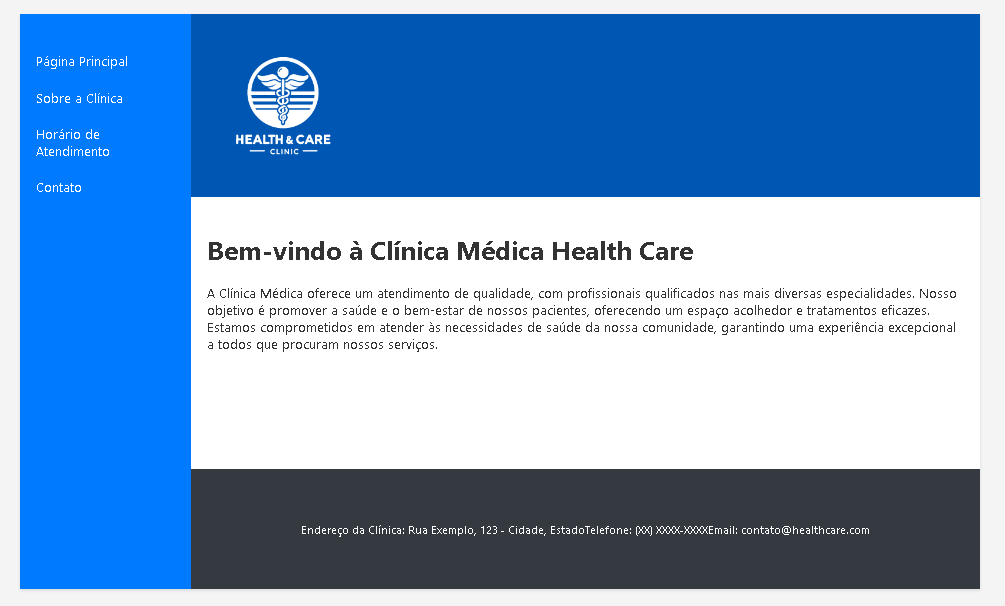 Página Principal
Sobre a Clínica
Horário de
Atendimento
Contato
HEALTH & CARE
CLINIC
Bem-vindo à Clínica Médica Health Care
A Clínica Médica oferece um atendimento de qualidade, com profissionais qualificados nas mais diversas especialidades. Nosso
objetivo é promover a saúde e o bem-estar de nossos pacientes, oferecendo um espaço acolhedor e tratamentos eficazes.
Estamos comprometidos em atender às necessidades de saúde da nossa comunidade, garantindo uma experiência excepcional
a todos que procuram nossos serviços.
Endereço da Clínica: Rua Exemplo, 123 - Cidade, EstadoTelefone: (XX) XXXX-XXXXEmail: contato@healthcare.com